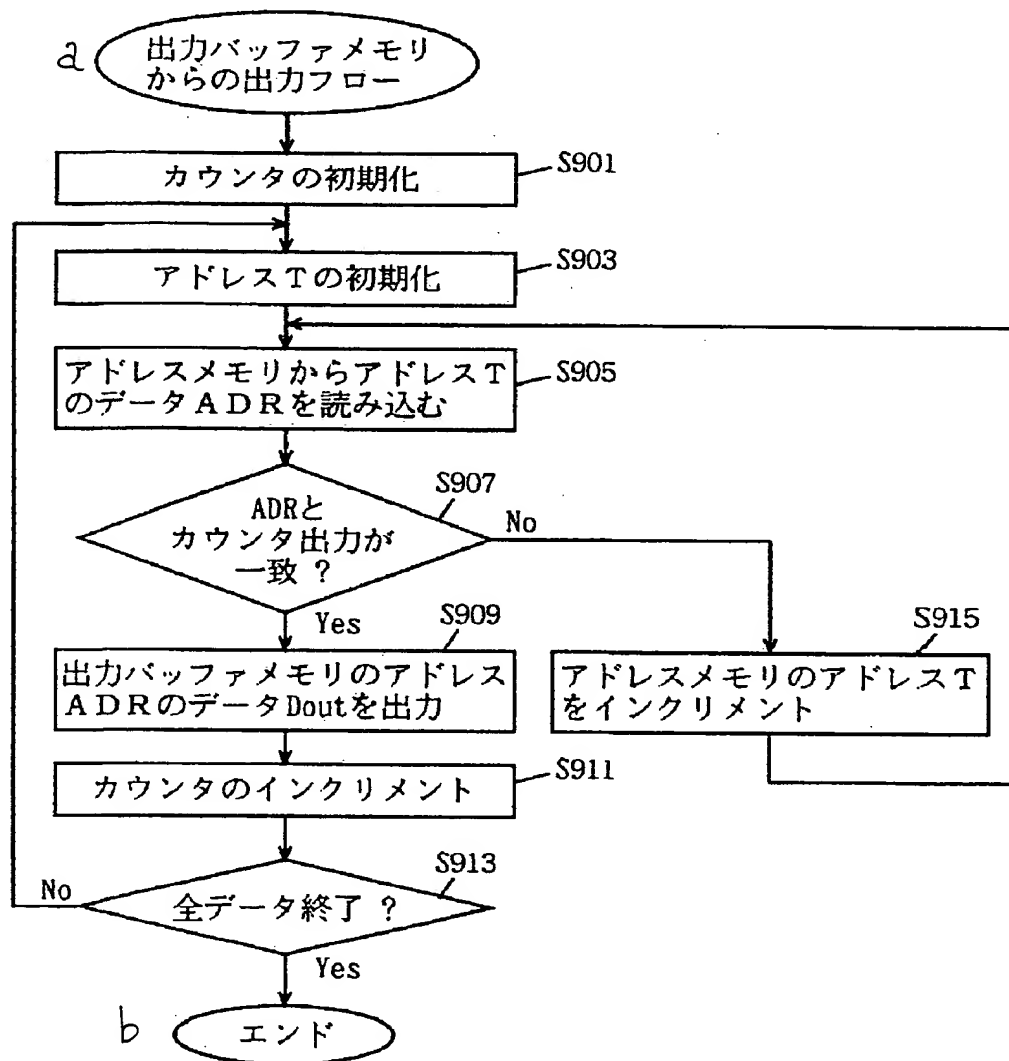 a
出力バッファメモリ
からの出力フロー
カウンタの初期化
S901
アドレスTの初期化
S903
アドレスメモリからアドレスT
のデータADRを読み込む
S905
ADRと
カウンタ出力が
一致 ?
S907
No
Yes
出力バッファメモリのアドレス
ADRのデータDoutを出力
S909
アドレスメモリのアドレスT
をインクリメント
S915
カウンタのインクリメント
S911
全データ終了 ?
S913
No
Yes
b
エンド